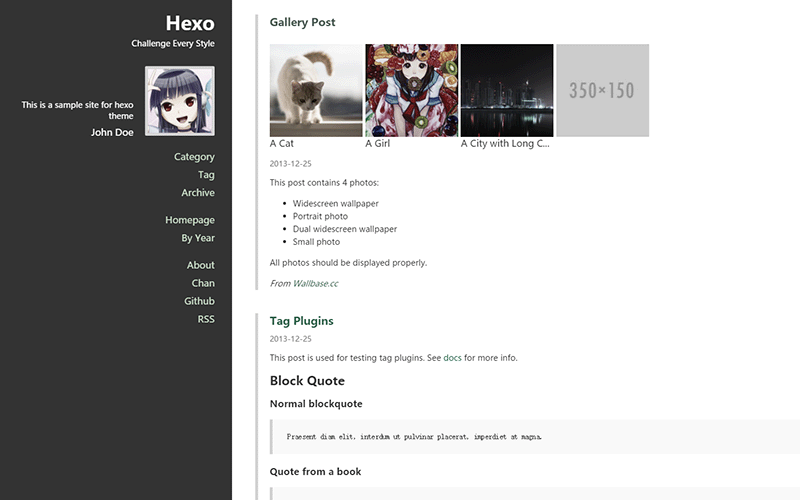 Hexo
Challenge Every Style
This is a sample site for hexo
theme
John Doe
Category
Tag
Archive
Homepage
By Year
About
Chan
Github
RSS
Gallery Post
350×150
A Cat
A Girl
A City with Long C...
2013-12-25
This post contains 4 photos:
Widescreen wallpaper
Portrait photo
Dual widescreen wallpaper
Small photo
All photos should be displayed properly.
From Wallbase.cc
Tag Plugins
2013-12-25
This post is used for testing tag plugins. See docs for more info.
Block Quote
Normal blockquote
Praesent diam elit, interdum ut pulvinar placerat, imperdiet at magna.
Quote from a book